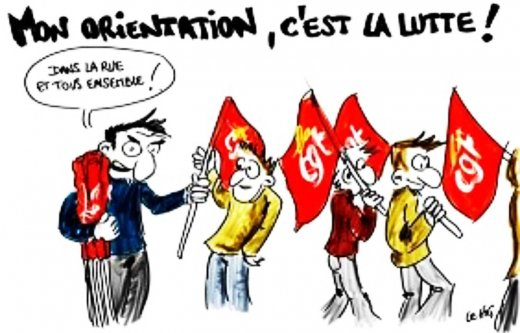 MON ORIENTATION, C'EST LA LUTTE !
DANS LA RUE
ET TOUS ENSEMBLE !
cgt
cgt
cgt